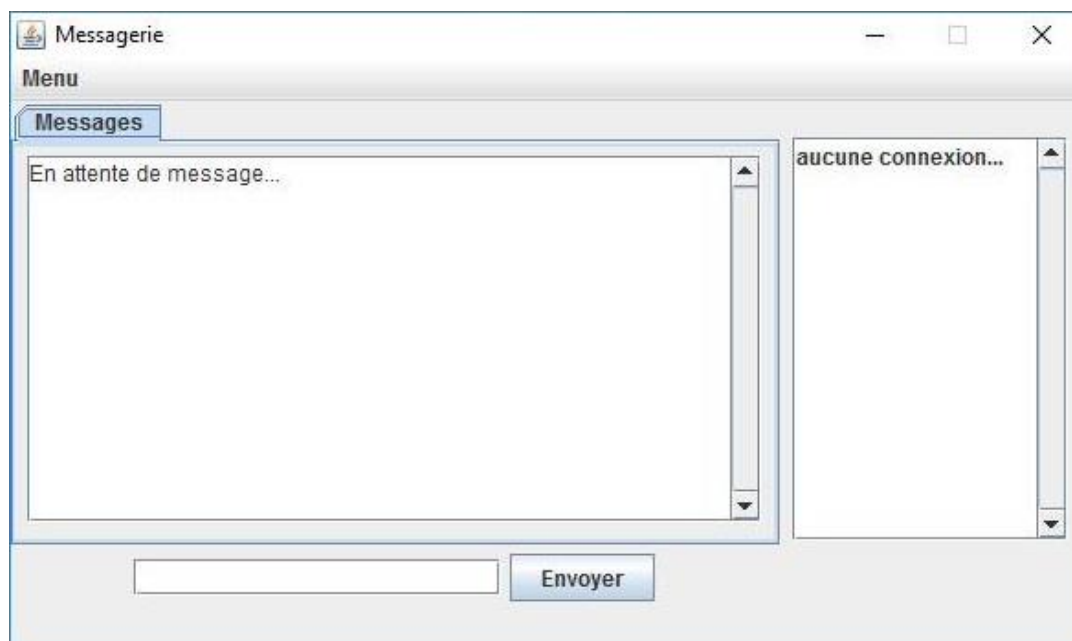 Messagerie
Menu
Messages
En attente de message...
aucune connexion...
Envoyer